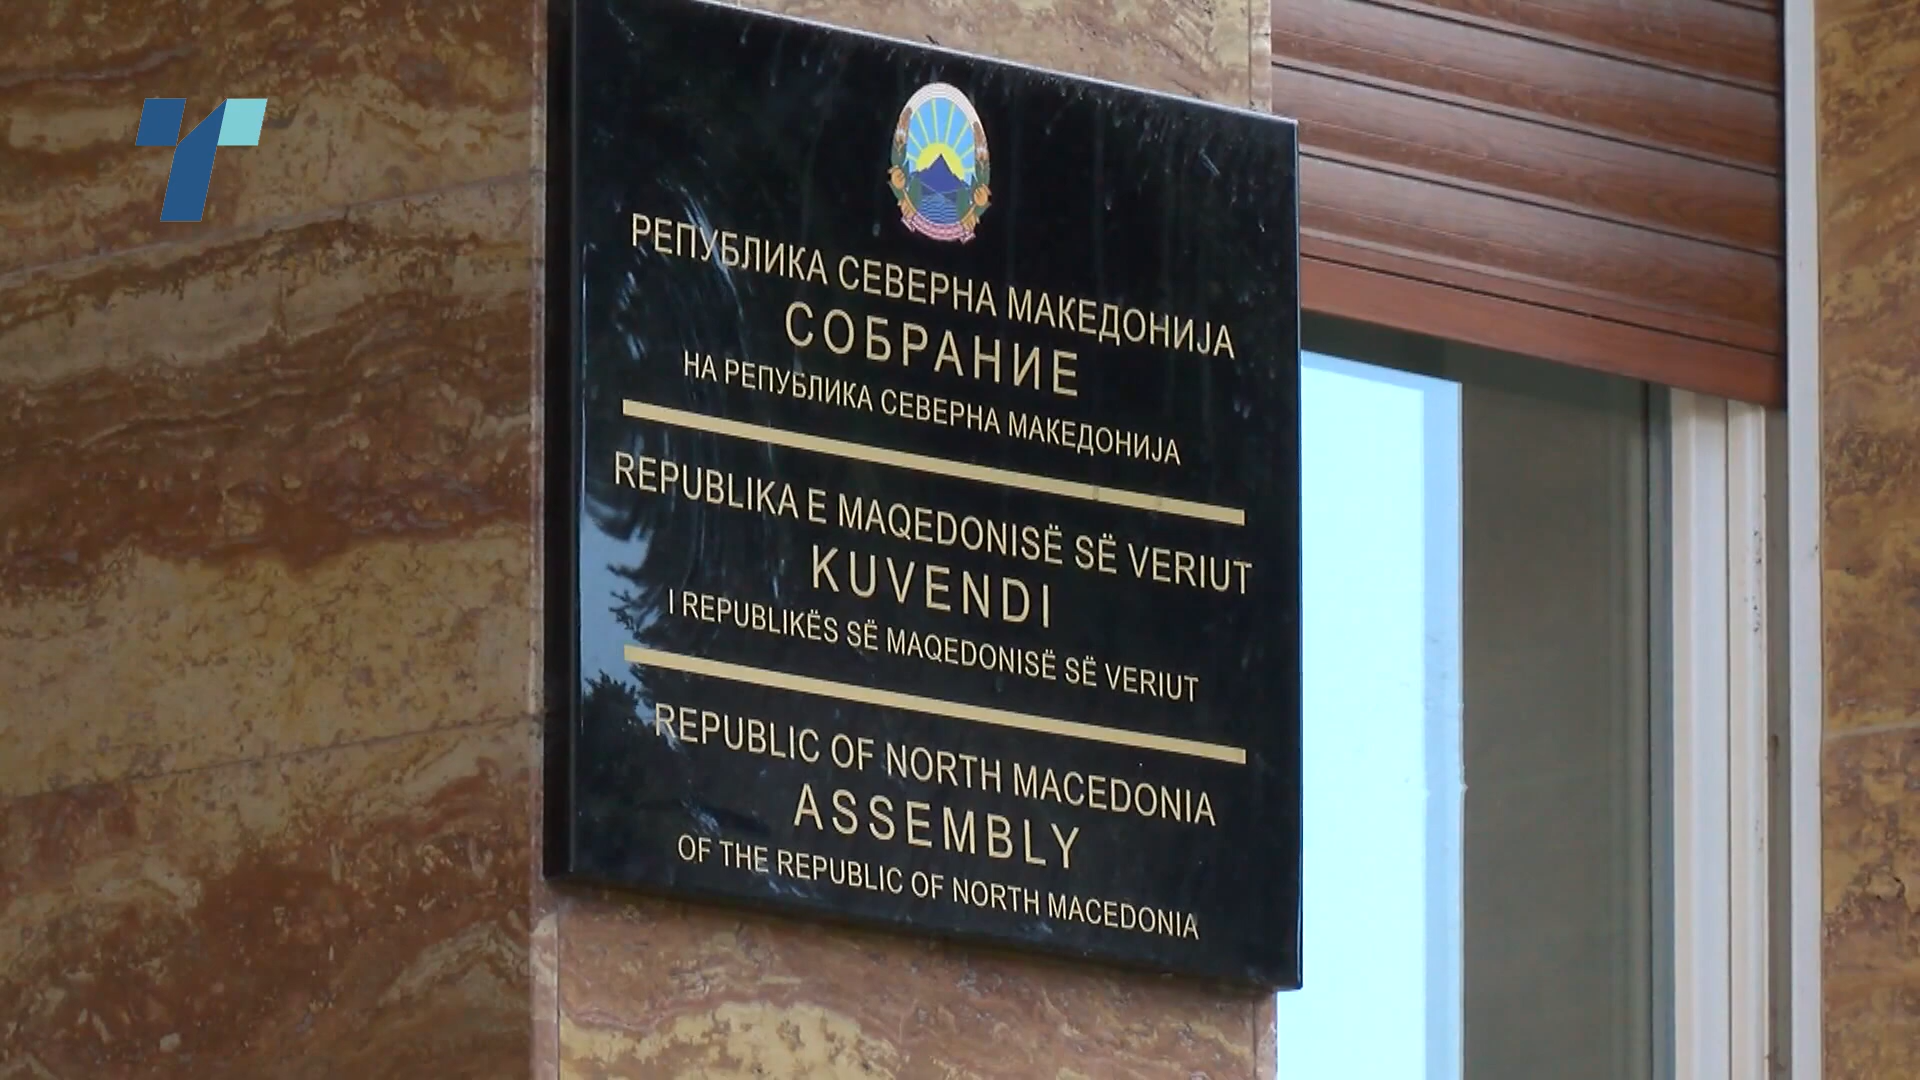 РЕПУБЛИКА СЕВЕРНА МАКЕДОНИЈА
СОБРАНИЕ
НА РЕПУБЛИКА СЕВЕРНА МАКЕДОНИЈА
REPUBLIKA E MAQEDONISË SË VERIUT
KUVENDI
I REPUBLIKËS SË MAQEDONISË SË VERIUT
REPUBLIC OF NORTH MACEDONIA
ASSEMBLY
OF THE REPUBLIC OF NORTH MACEDONIA